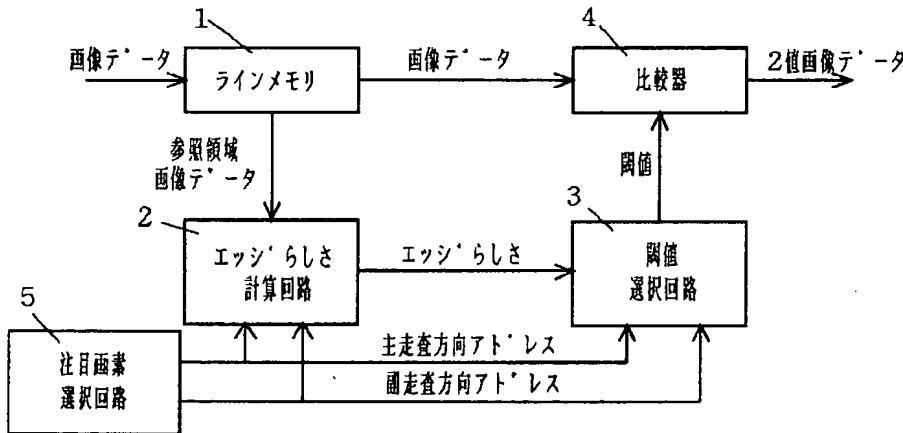 1
4
画像データ
ラインメモリ
画像データ
比較器
2値画像データ
参照領域
画像データ
閾値
2
3
エッジらしさ
計算回路
エッジらしさ
閾値
選択回路
5
注目画素
選択回路
主走査方向アドレス
副走査方向アドレス